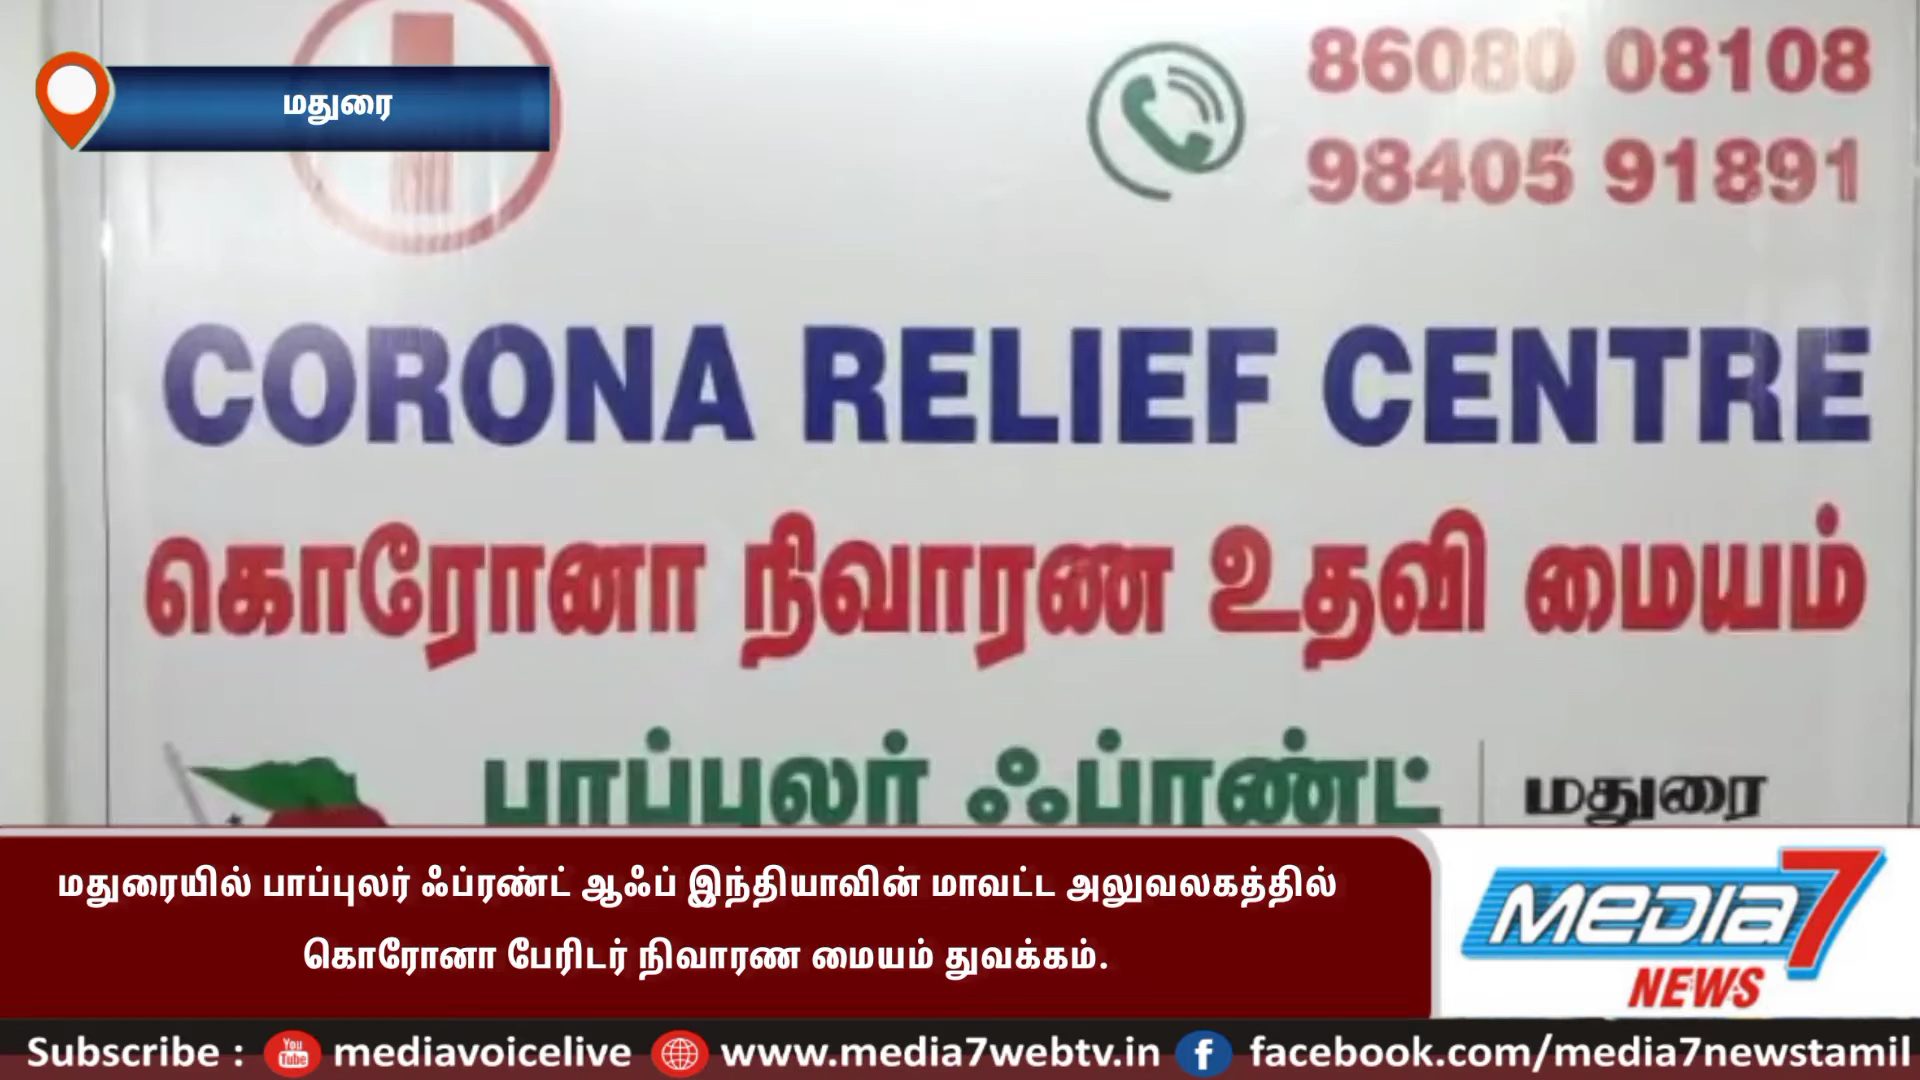 மதுரை
86080 08108
98405 91891
CORONA RELIEF CENTRE
கொரோனா நிவாரண உதவி மையம்
பாப்புலர் ஃப்ரண்ட் மதுரை
மதுரையில் பாப்புலர் ஃப்ரண்ட் ஆஃப் இந்தியாவின் மாவட்ட அலுவலகத்தில்
கொரோனா பேரிடர் நிவாரண மையம் துவக்கம்.
MEDIA 7
NEWS
Subscribe : You Tube mediavoicelive www.media7webtv.in f facebook.com/media7newstamil